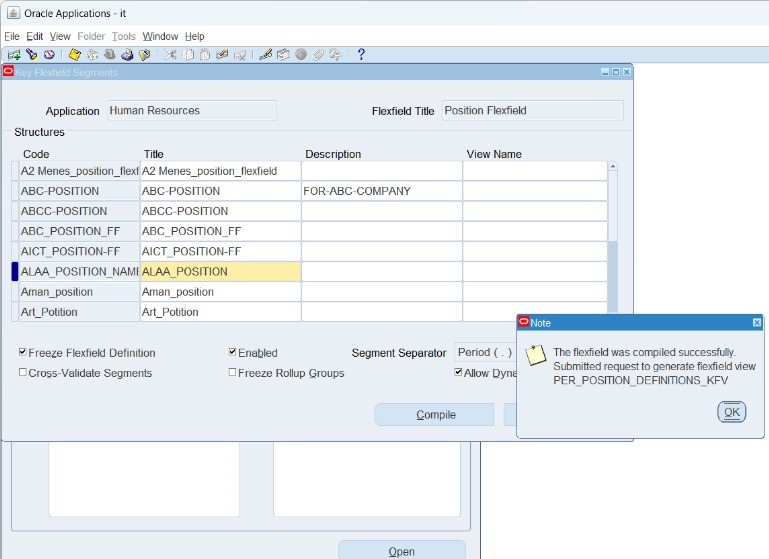 Oracle Applications - it
File Edit View Folder Tools Window Help
Key Flexfield Segments
Application Human Resources Flexfield Title Position Flexfield
Structures
Code Title Description View Name
A2 Menes_position_flexf A2 Menes_position_flexfield
ABC-POSITION ABC-POSITION FOR-ABC-COMPANY
ABCC-POSITION ABCC-POSITION
ABC_POSITION_FF ABC_POSITION_FF
AICT_POSITION-FF AICT_POSITION-FF
ALAA_POSITION_NAME ALAA_POSITION
Aman_position Aman_position
Art_Potition Art_Potition
Freeze Flexfield Definition Enabled Segment Separator Period ( . )
Cross-Validate Segments Freeze Rollup Groups Allow Dyna
Compile
Note
The flexfield was compiled successfully.
Submitted request to generate flexfield view
PER_POSITION_DEFINITIONS_KFV
OK
Open